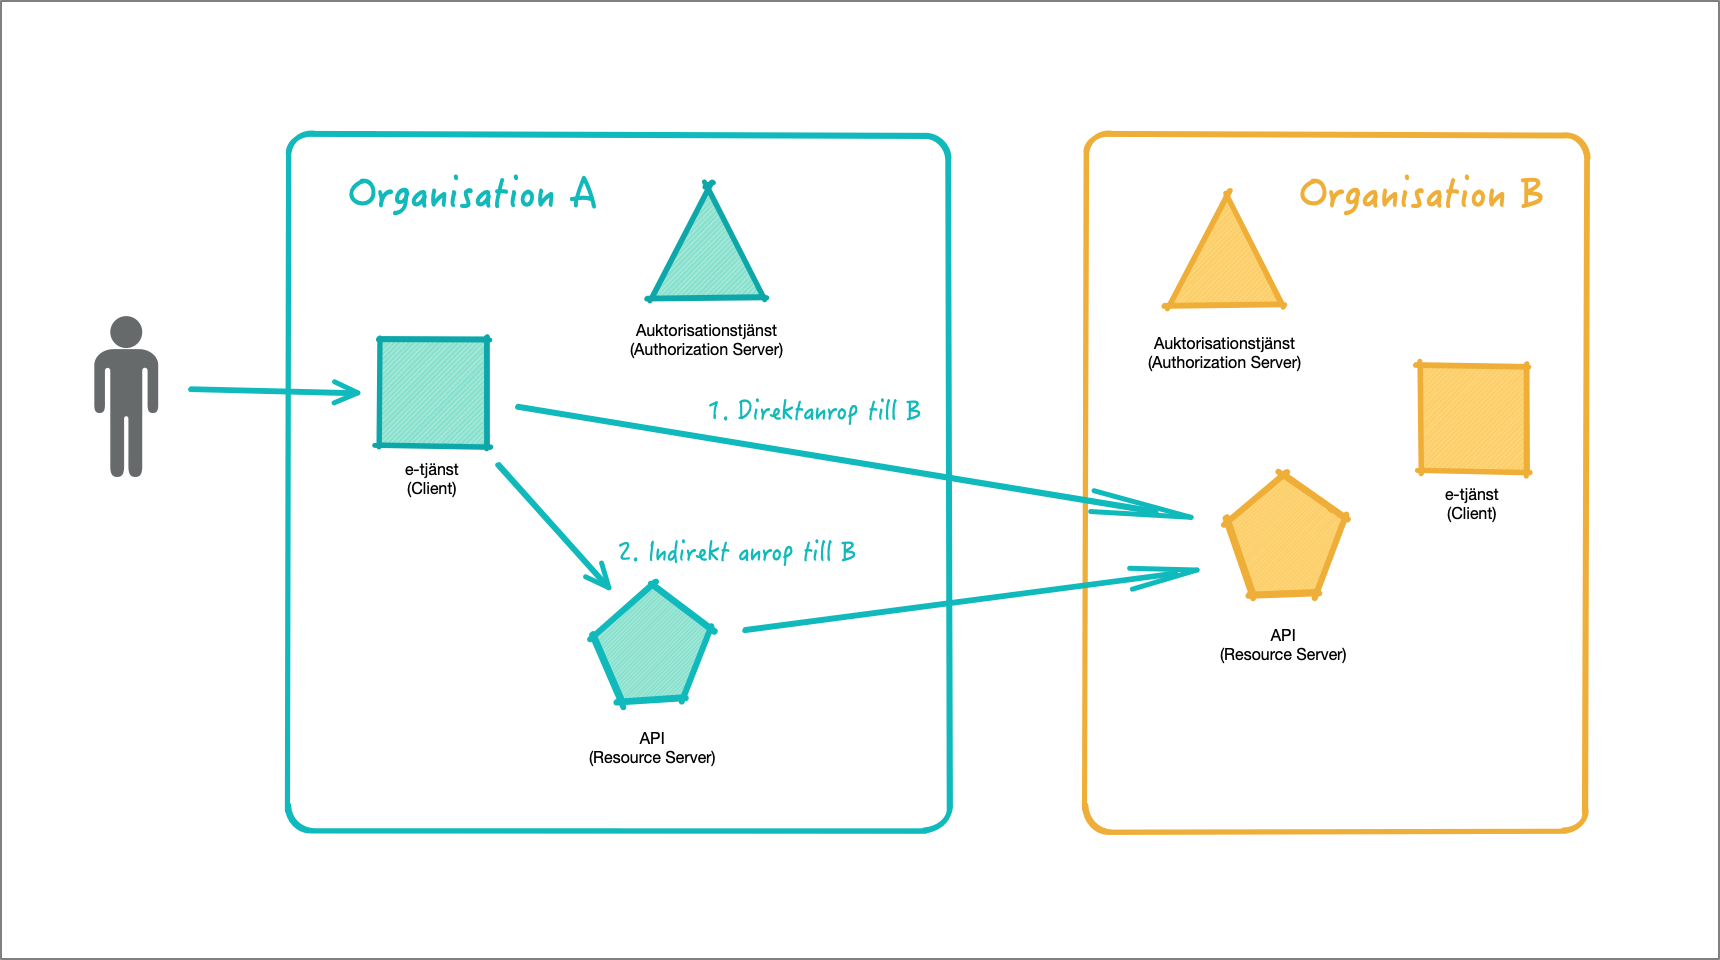 Organisation A
Auktorisationstjänst
(Authorization Server)
e-tjänst
(Client)
1. Direktanrop till B
2. Indirekt anrop till B
API
(Resource Server)
Organisation B
Auktorisationstjänst
(Authorization Server)
e-tjänst
(Client)
API
(Resource Server)